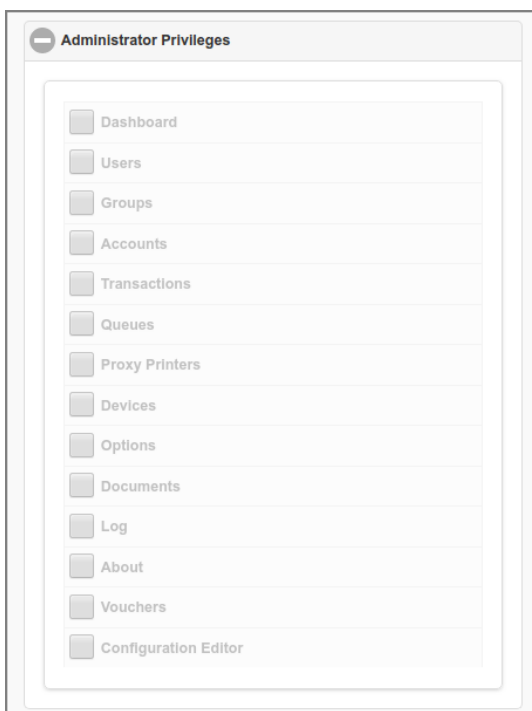 Administrator Privileges
Dashboard
Users
Groups
Accounts
Transactions
Queues
Proxy Printers
Devices
Options
Documents
Log
About
Vouchers
Configuration Editor